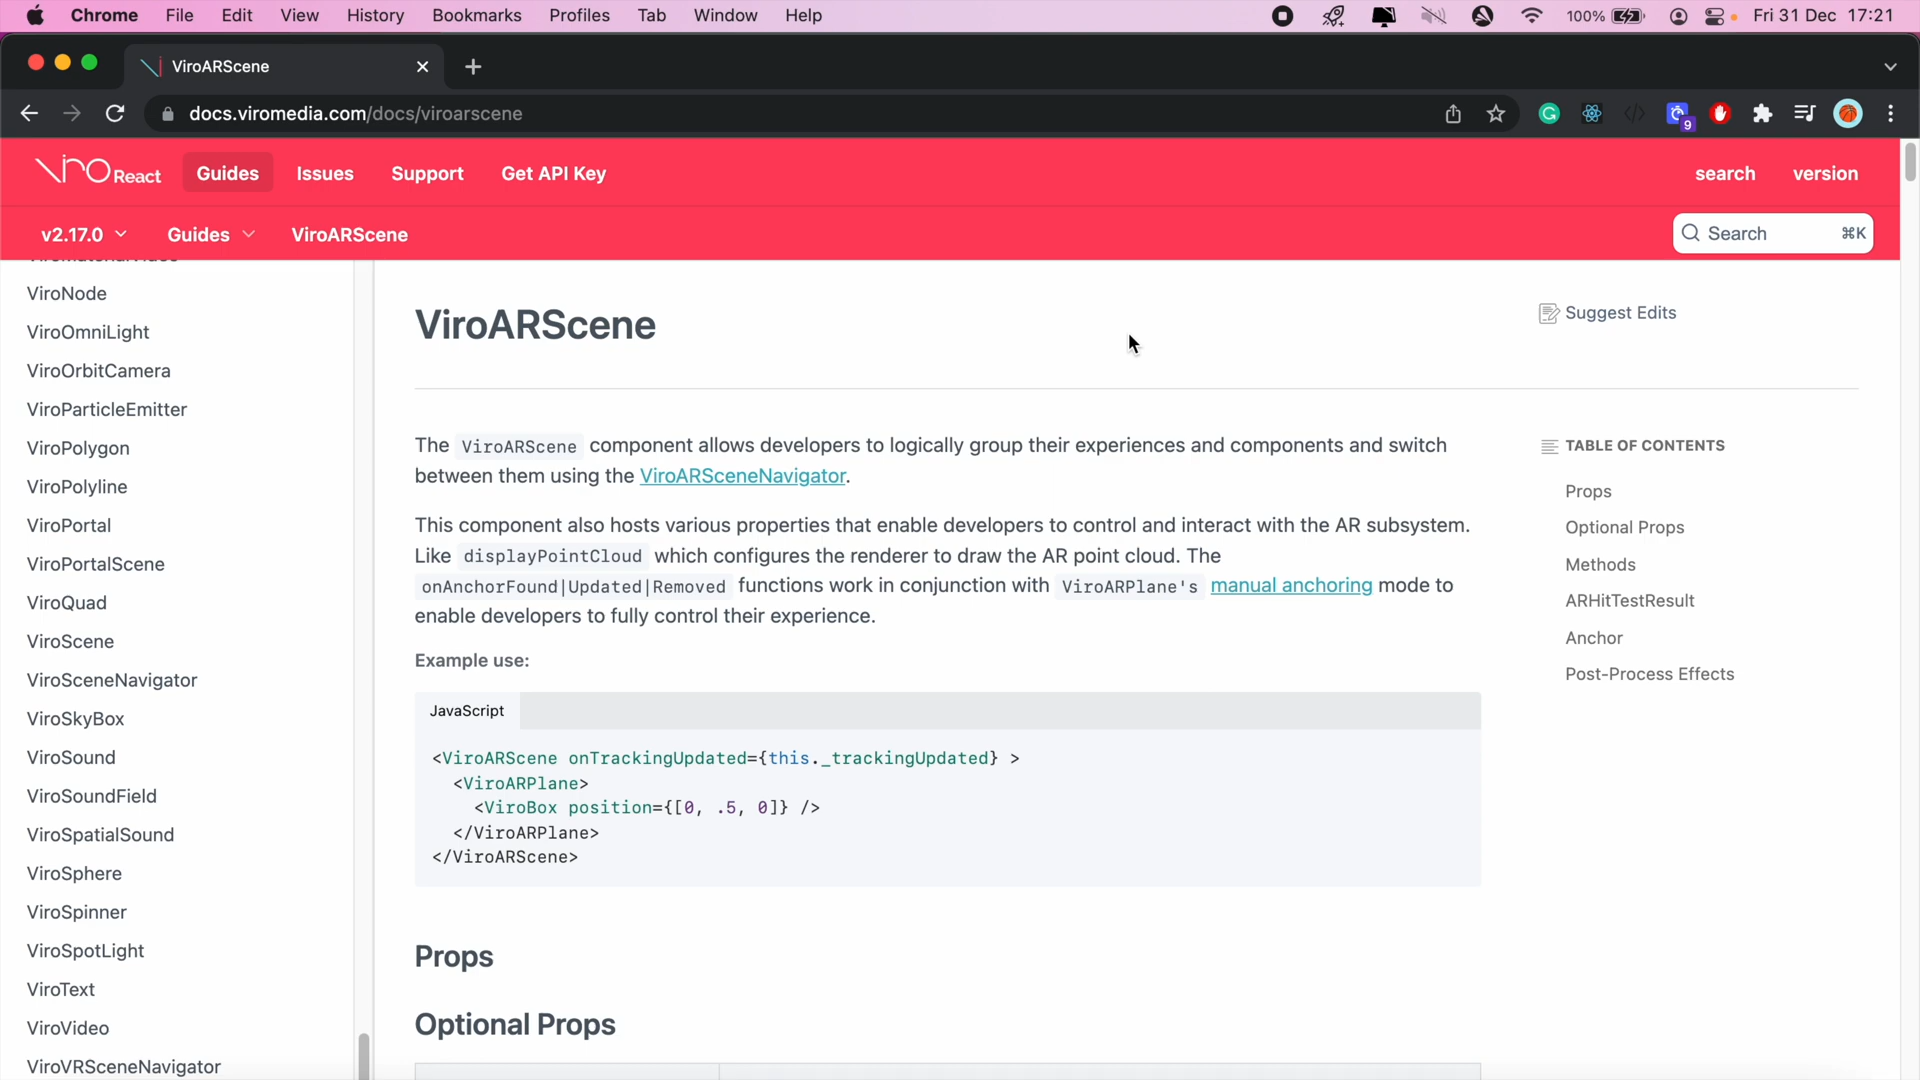 Chrome File Edit View History Bookmarks Profiles Tab Window Help 100% Fri 31 Dec 17:21
ViroARScene
docs.viromedia.com/docs/viroarscene
9
Viro React Guides Issues Support Get API Key search version
v2.17.0 Guides ViroARScene Search ⌘K
ViroNode
ViroOmniLight
ViroOrbitCamera
ViroParticleEmitter
ViroPolygon
ViroPolyline
ViroPortal
ViroPortalScene
ViroQuad
ViroScene
ViroSceneNavigator
ViroSkyBox
ViroSound
ViroSoundField
ViroSpatialSound
ViroSphere
ViroSpinner
ViroSpotLight
ViroText
ViroVideo
ViroVRSceneNavigator
ViroARScene
The ViroARScene component allows developers to logically group their experiences and components and switch
between them using the ViroARSceneNavigator.
This component also hosts various properties that enable developers to control and interact with the AR subsystem.
Like displayPointCloud which configures the renderer to draw the AR point cloud. The
onAnchorFound|Updated|Removed functions work in conjunction with ViroARPlane's manual anchoring mode to
enable developers to fully control their experience.
Example use:
JavaScript
<ViroARScene onTrackingUpdated={this._trackingUpdated} >
<ViroARPlane>
<ViroBox position={[0, .5, 0]} />
</ViroARPlane>
</ViroARScene>
Props
Optional Props
Suggest Edits
TABLE OF CONTENTS
Props
Optional Props
Methods
ARHitTestResult
Anchor
Post-Process Effects